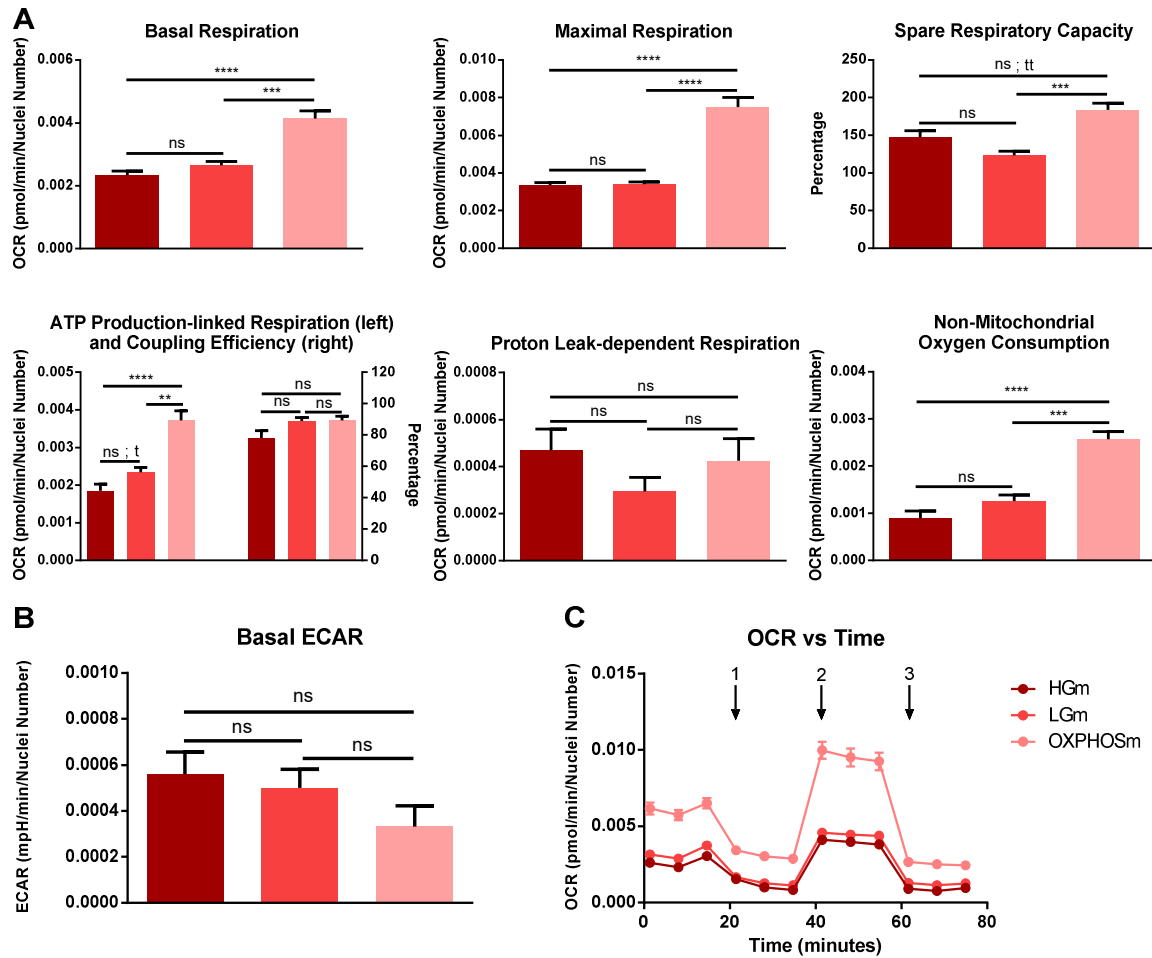 A
Basal Respiration
OCR (pmol/min/Nuclei Number)
0.006
0.004
0.002
0.000
****
***
ns
Maximal Respiration
OCR (pmol/min/Nuclei Number)
0.010
0.008
0.006
0.004
0.002
0.000
****
****
ns
Spare Respiratory Capacity
Percentage
250
200
150
100
50
0
ns ; tt
***
ns
ATP Production-linked Respiration (left)
and Coupling Efficiency (right)
OCR (pmol/min/Nuclei Number)
0.005
0.004
0.003
0.002
0.001
0.000
****
**
ns ; t
ns
ns
ns
120
100
80
60
40
20
0
Percentage
Proton Leak-dependent Respiration
OCR (pmol/min/Nuclei Number)
0.0008
0.0006
0.0004
0.0002
0.0000
ns
ns
ns
Non-Mitochondrial
Oxygen Consumption
OCR (pmol/min/Nuclei Number)
0.004
0.003
0.002
0.001
0.000
****
***
ns
B
Basal ECAR
ECAR (mpH/min/Nuclei Number)
0.0010
0.0008
0.0006
0.0004
0.0002
0.0000
ns
ns
ns
C
OCR vs Time
OCR (pmol/min/Nuclei Number)
0.015
0.010
0.005
0.000
1
2
3
0
20
40
60
80
Time (minutes)
HGm
LGm
OXPHOSm